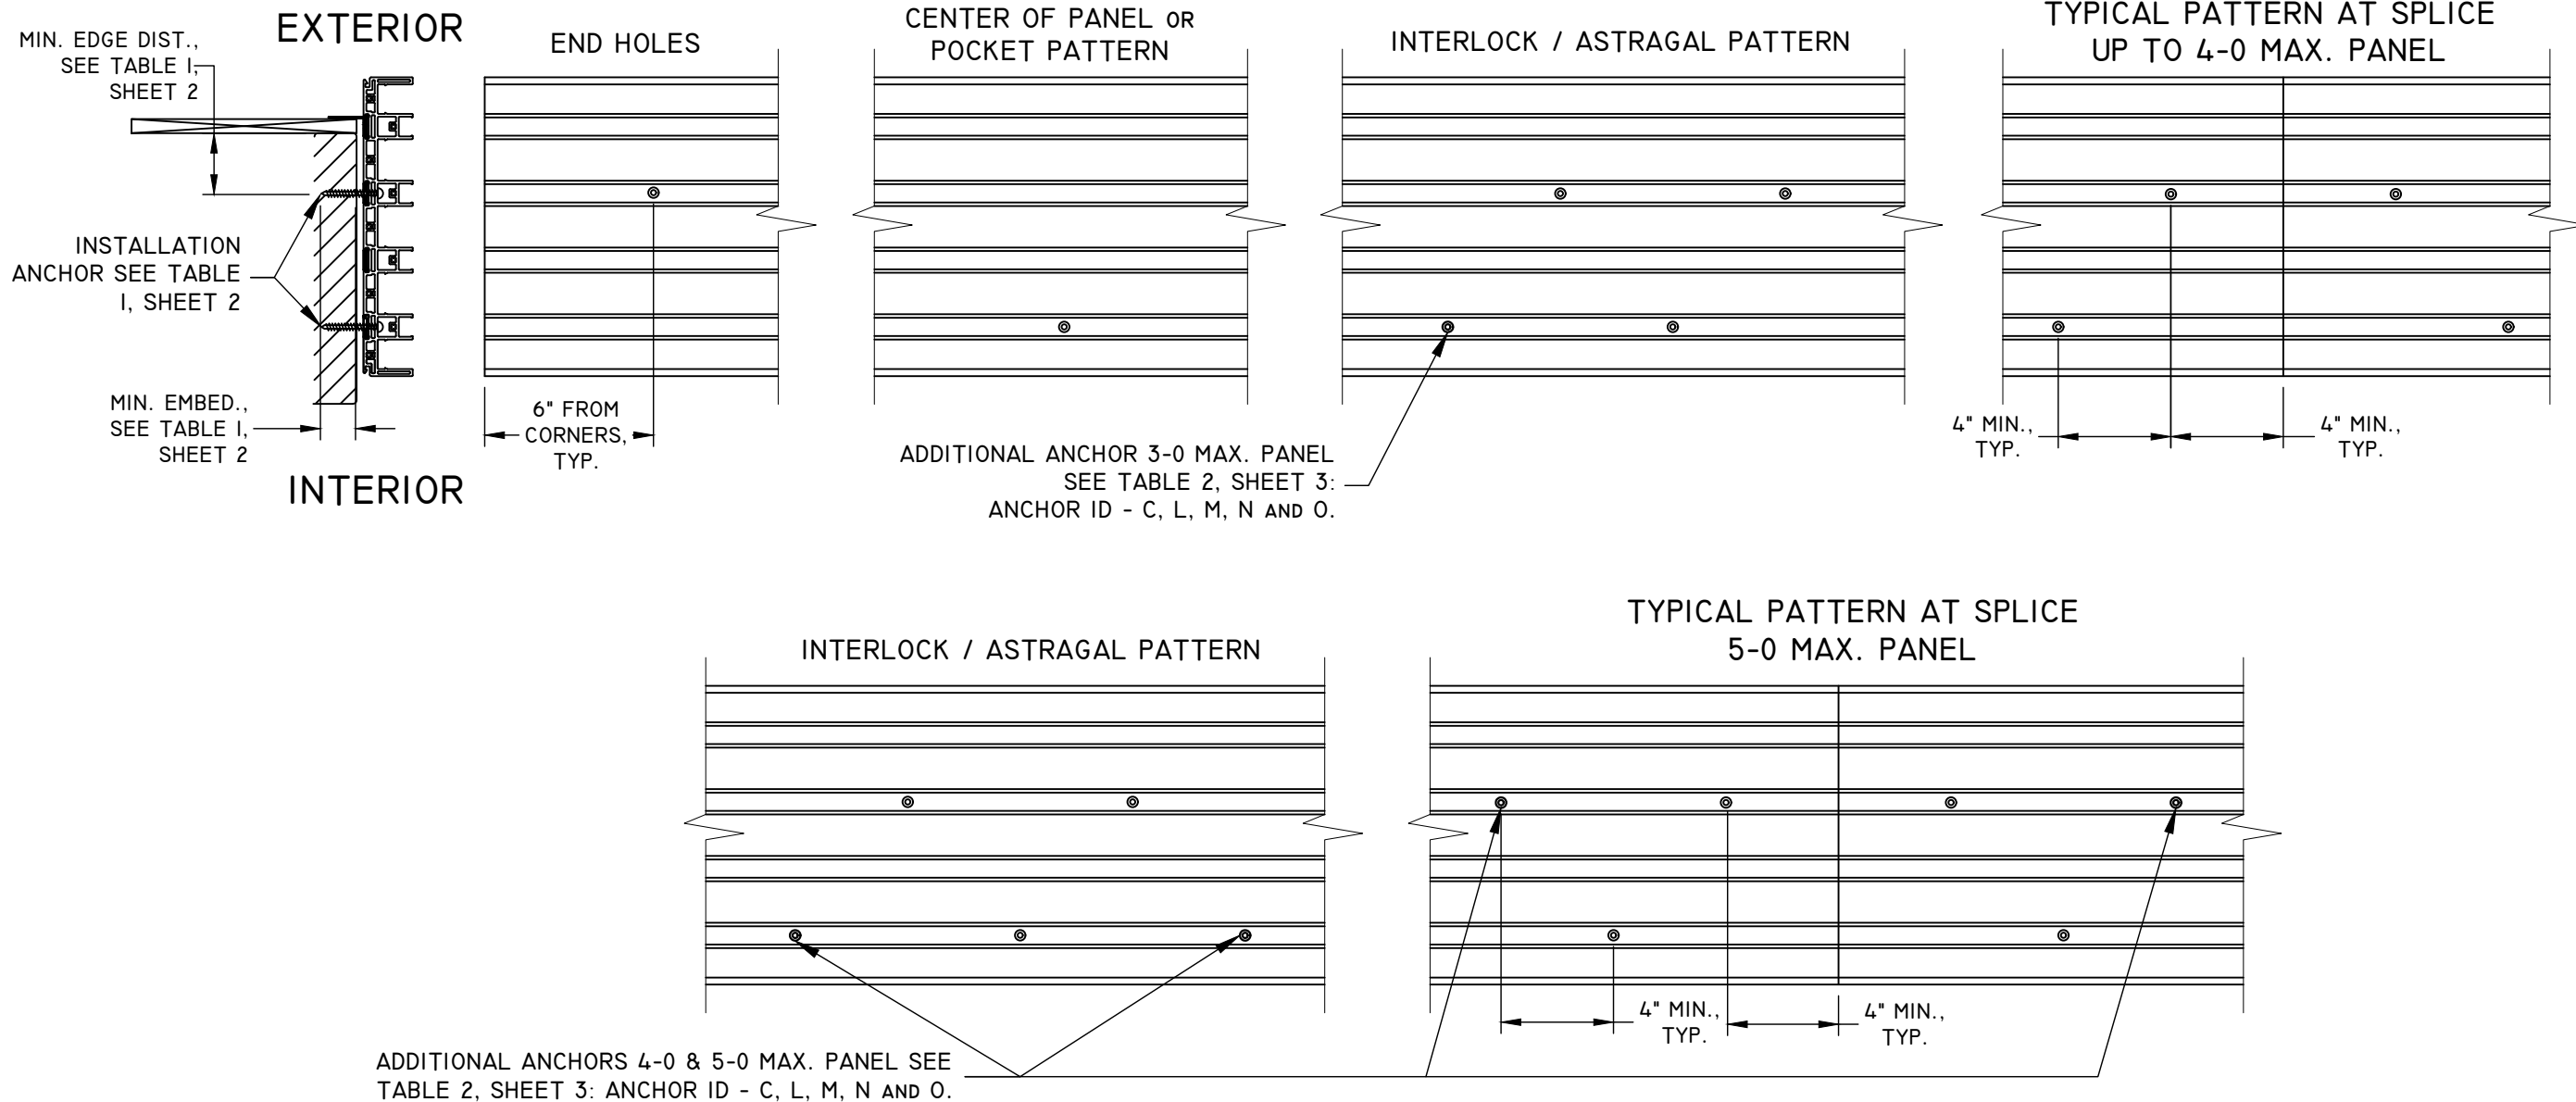 MIN. EDGE DIST.,
SEE TABLE 1,
SHEET 2
EXTERIOR
END HOLES
CENTER OF PANEL OR
POCKET PATTERN
INTERLOCK / ASTRAGAL PATTERN
TYPICAL PATTERN AT SPLICE
UP TO 4-0 MAX. PANEL
INSTALLATION
ANCHOR SEE TABLE
1, SHEET 2
MIN. EMBED.,
SEE TABLE 1,
SHEET 2
INTERIOR
6" FROM
CORNERS,
TYP.
ADDITIONAL ANCHOR 3-0 MAX. PANEL
SEE TABLE 2, SHEET 3:
ANCHOR ID - C, L, M, N AND O.
4" MIN.,
TYP.
4" MIN.,
TYP.
INTERLOCK / ASTRAGAL PATTERN
TYPICAL PATTERN AT SPLICE
5-0 MAX. PANEL
4" MIN.,
TYP.
4" MIN.,
TYP.
ADDITIONAL ANCHORS 4-0 & 5-0 MAX. PANEL SEE
TABLE 2, SHEET 3: ANCHOR ID - C, L, M, N AND O.